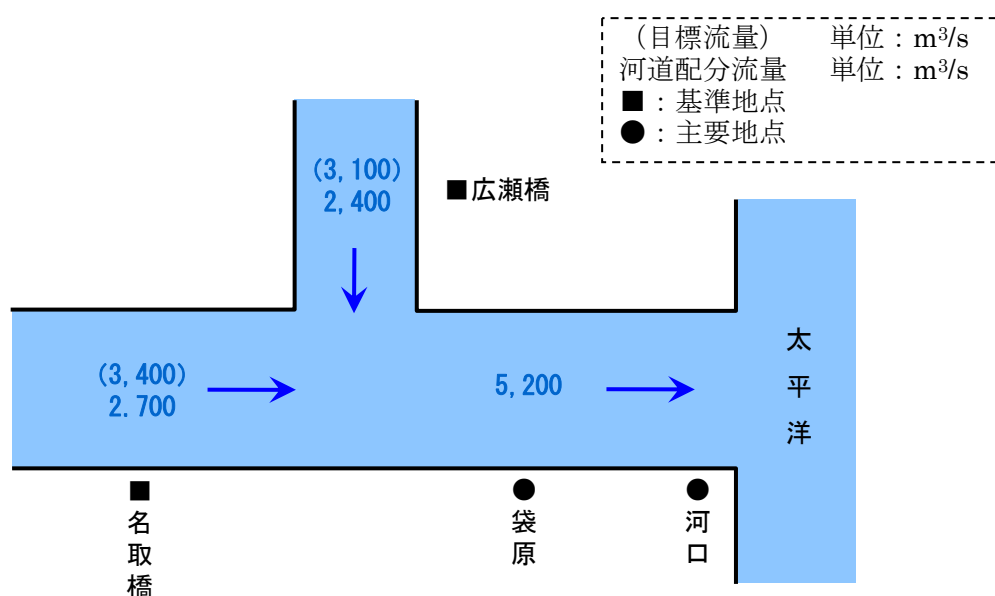 (目標流量) 単位：m³/s
河道配分流量 単位：m³/s
■：基準地点
●：主要地点
(3,100)
2,400
■広瀬橋
(3,400)
2.700
5,200
太平洋
■
名取橋
●
袋原
●
河口